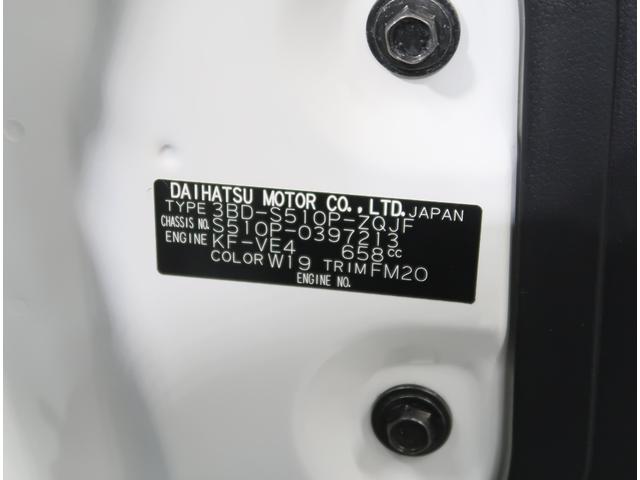 DAIHATSU MOTOR CO.,LTD. JAPAN
TYPE 3BD-S510P-ZQJF
CHASSIS NO. S510P-0397213
ENGINE KF-VE4 658cc
COLOR W19 TRIM FM20
ENGINE NO.